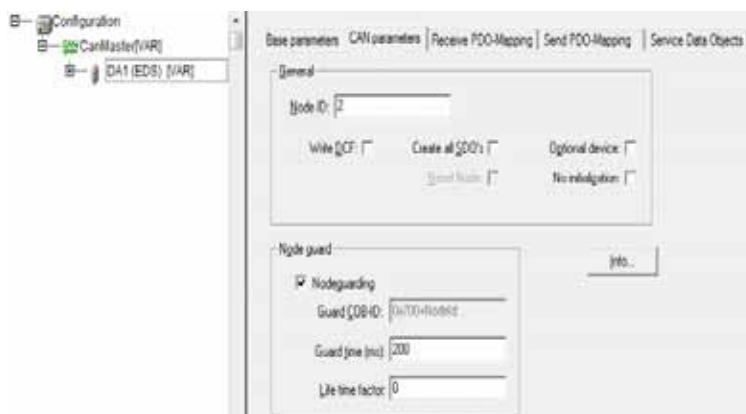 Configuration
CanMaster[VAR]
DA1 (EDS) [VAR]
Base parameters CAN parameters Receive PDO-Mapping Send PDO-Mapping Service Data Objects
General
Node ID: 2
Write DCF: Create all SDO's Optional device:
Reset Node: No initialization:
Node guard
Info...
Nodeguarding
Guard COB-ID: 0x700+NodeId
Guard time (ms): 200
Life time factor: 0